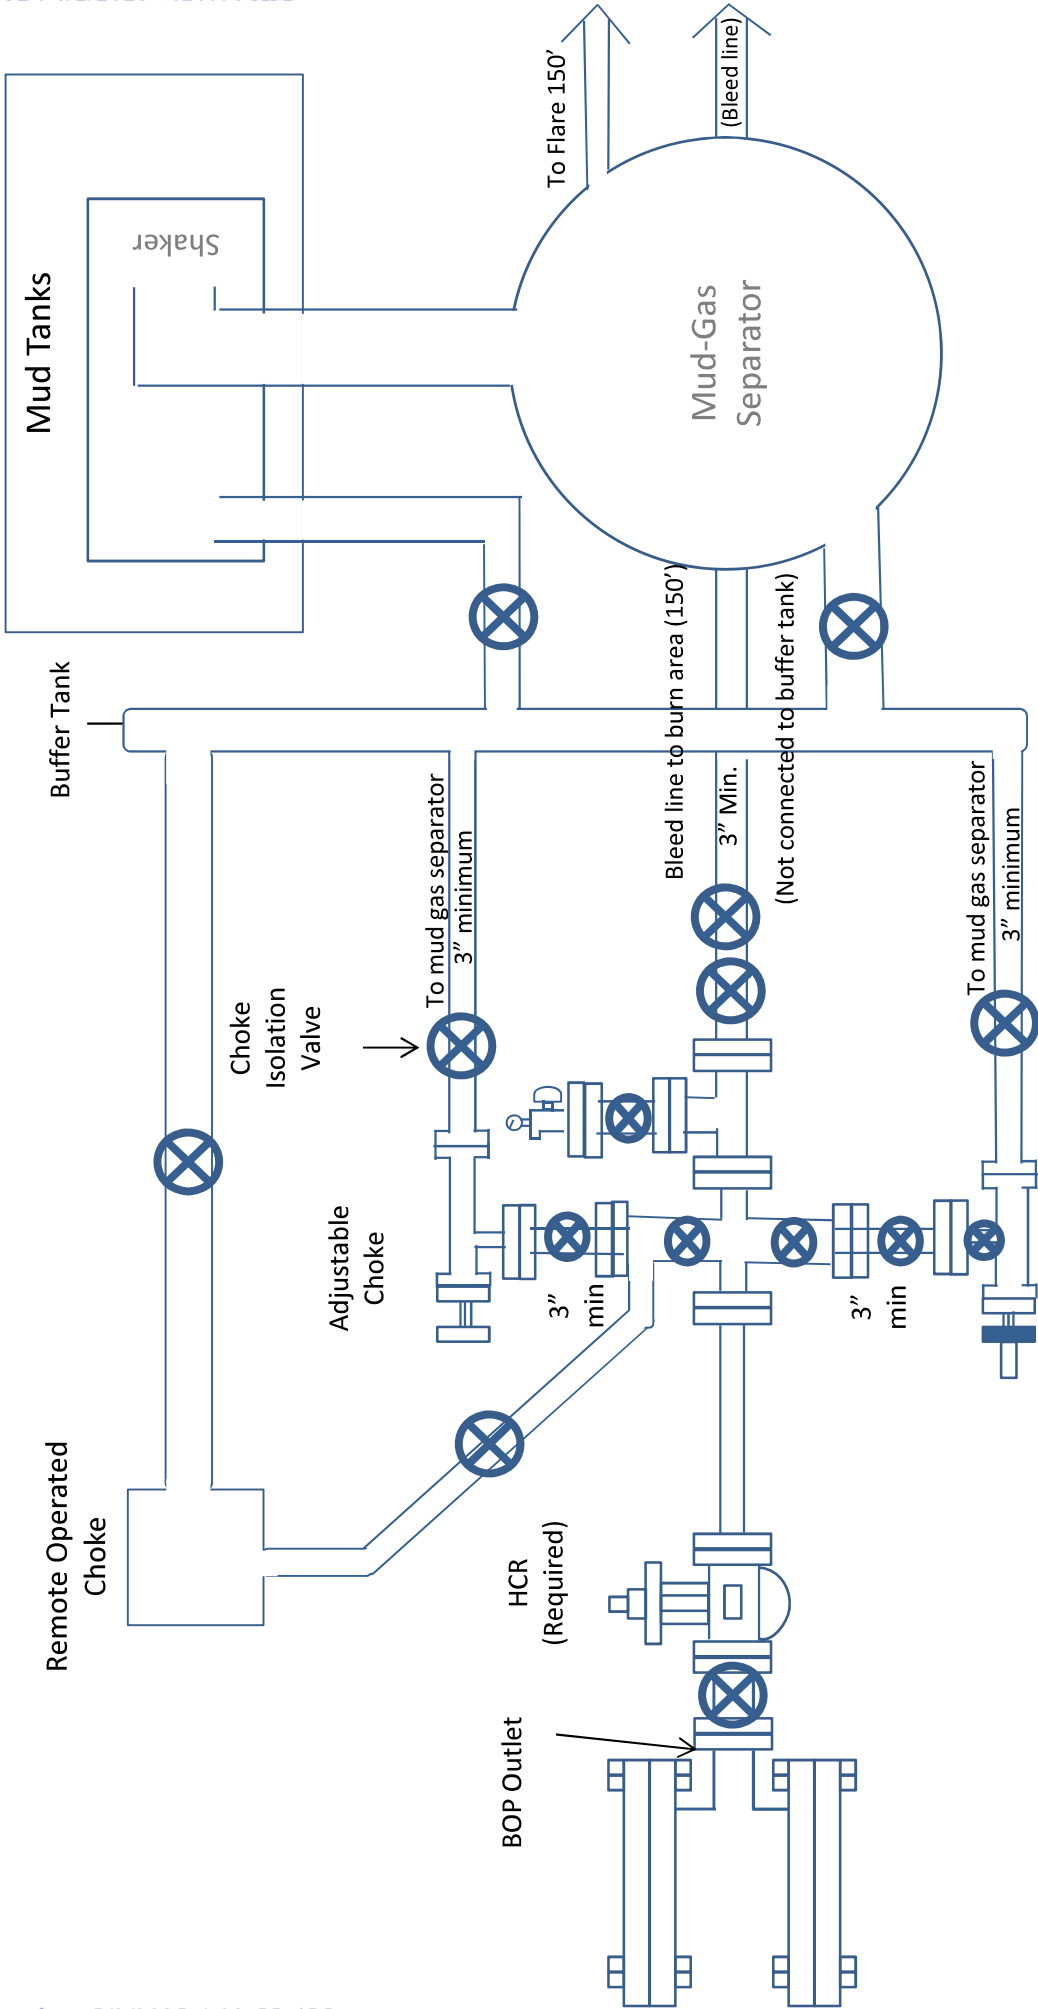 Mud Tanks
Shaker
To Flare 150’
(Bleed line)
Mud-Gas
Separator
Buffer Tank
Bleed line to burn area (150’)
3” Min.
(Not connected to buffer tank)
To mud gas separator
3” minimum
To mud gas separator
3” minimum
Choke
Isolation
Valve
Adjustable
Choke
3”
min
3”
min
Remote Operated
Choke
HCR
(Required)
BOP Outlet